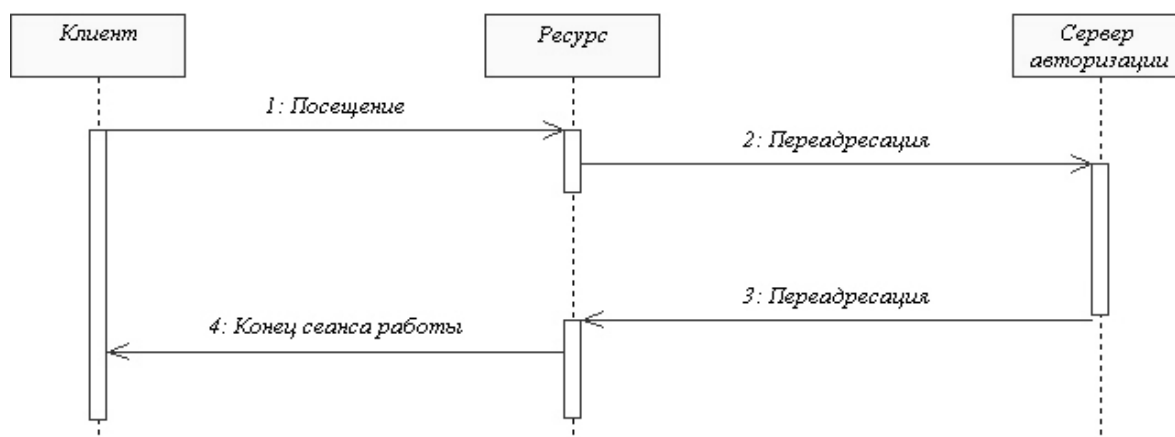 Клиент
Ресурс
Сервер
авторизации
1: Посещение
2: Переадресация
3: Переадресация
4: Конец сеанса работы